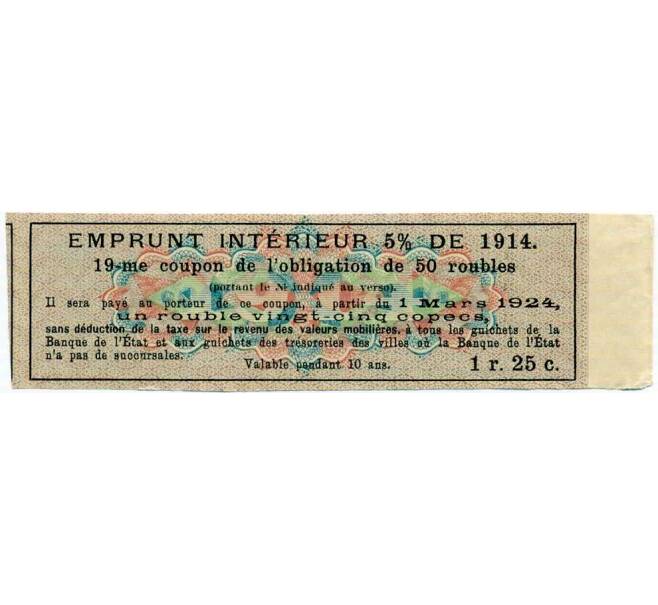 EMPRUNT INTÉRIEUR 5% DE 1914.
19-me coupon de l'obligation de 50 roubles
(portant le № indiqué au verso).
Il sera payé au porteur de ce coupon, à partir du 1 Mars 1924,
un rouble vingt-cinq copecs,
sans déduction de la taxe sur le revenu des valeurs mobilières, à tous les guichets de la
Banque de l'État et aux guichets des trésoreries des villes où la Banque de l'État
n'a pas de succursales.
Valable pendant 10 ans.
1 r. 25 c.